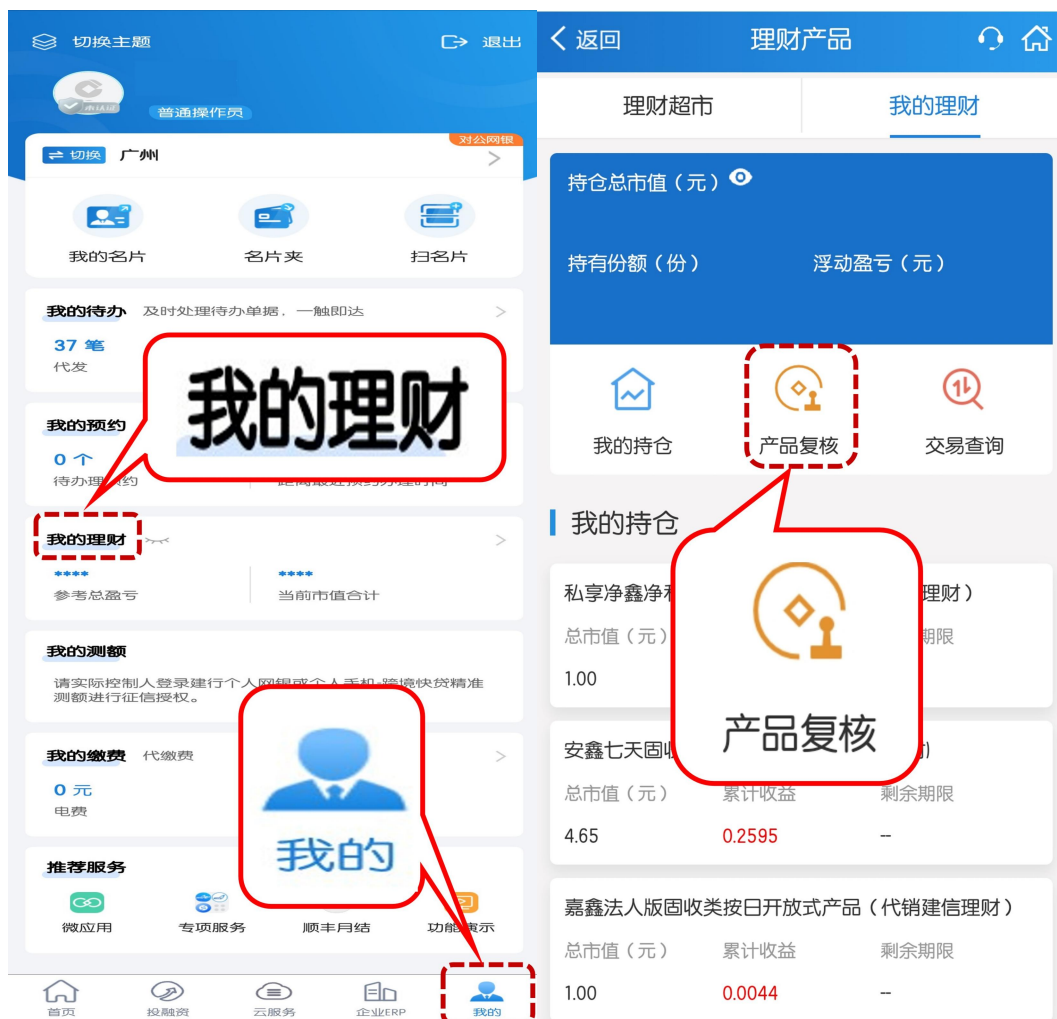 切换主题
退出
未认证
普通操作员
对公网银
切换 广州
我的名片 名片夹 扫名片
我的待办 及时处理待办单据，一触即达
37 笔
代发
我的理财
我的预约
0 个
待办理预约
距离最近预约办理时间
我的理财
**** ****
参考总盈亏 当前市值合计
我的测额
请实际控制人登录建行个人网银或个人手机-跨境快贷精准
测额进行征信授权。
我的缴费 代缴费
0 元
电费
我的
推荐服务
微应用 专项服务 顺丰月结 功能演示
首页 投融资 云服务 企业ERP 我的
返回 理财产品
理财超市 我的理财
持仓总市值（元）
持有份额（份） 浮动盈亏（元）
我的持仓 产品复核 交易查询
我的持仓
私享净鑫净 理财）
总市值（元） 期限
1.00
产品复核
安鑫七天固收
总市值（元） 累计收益 剩余期限
4.65 0.2595 --
嘉鑫法人版固收类按日开放式产品（代销建信理财）
总市值（元） 累计收益 剩余期限
1.00 0.0044 --